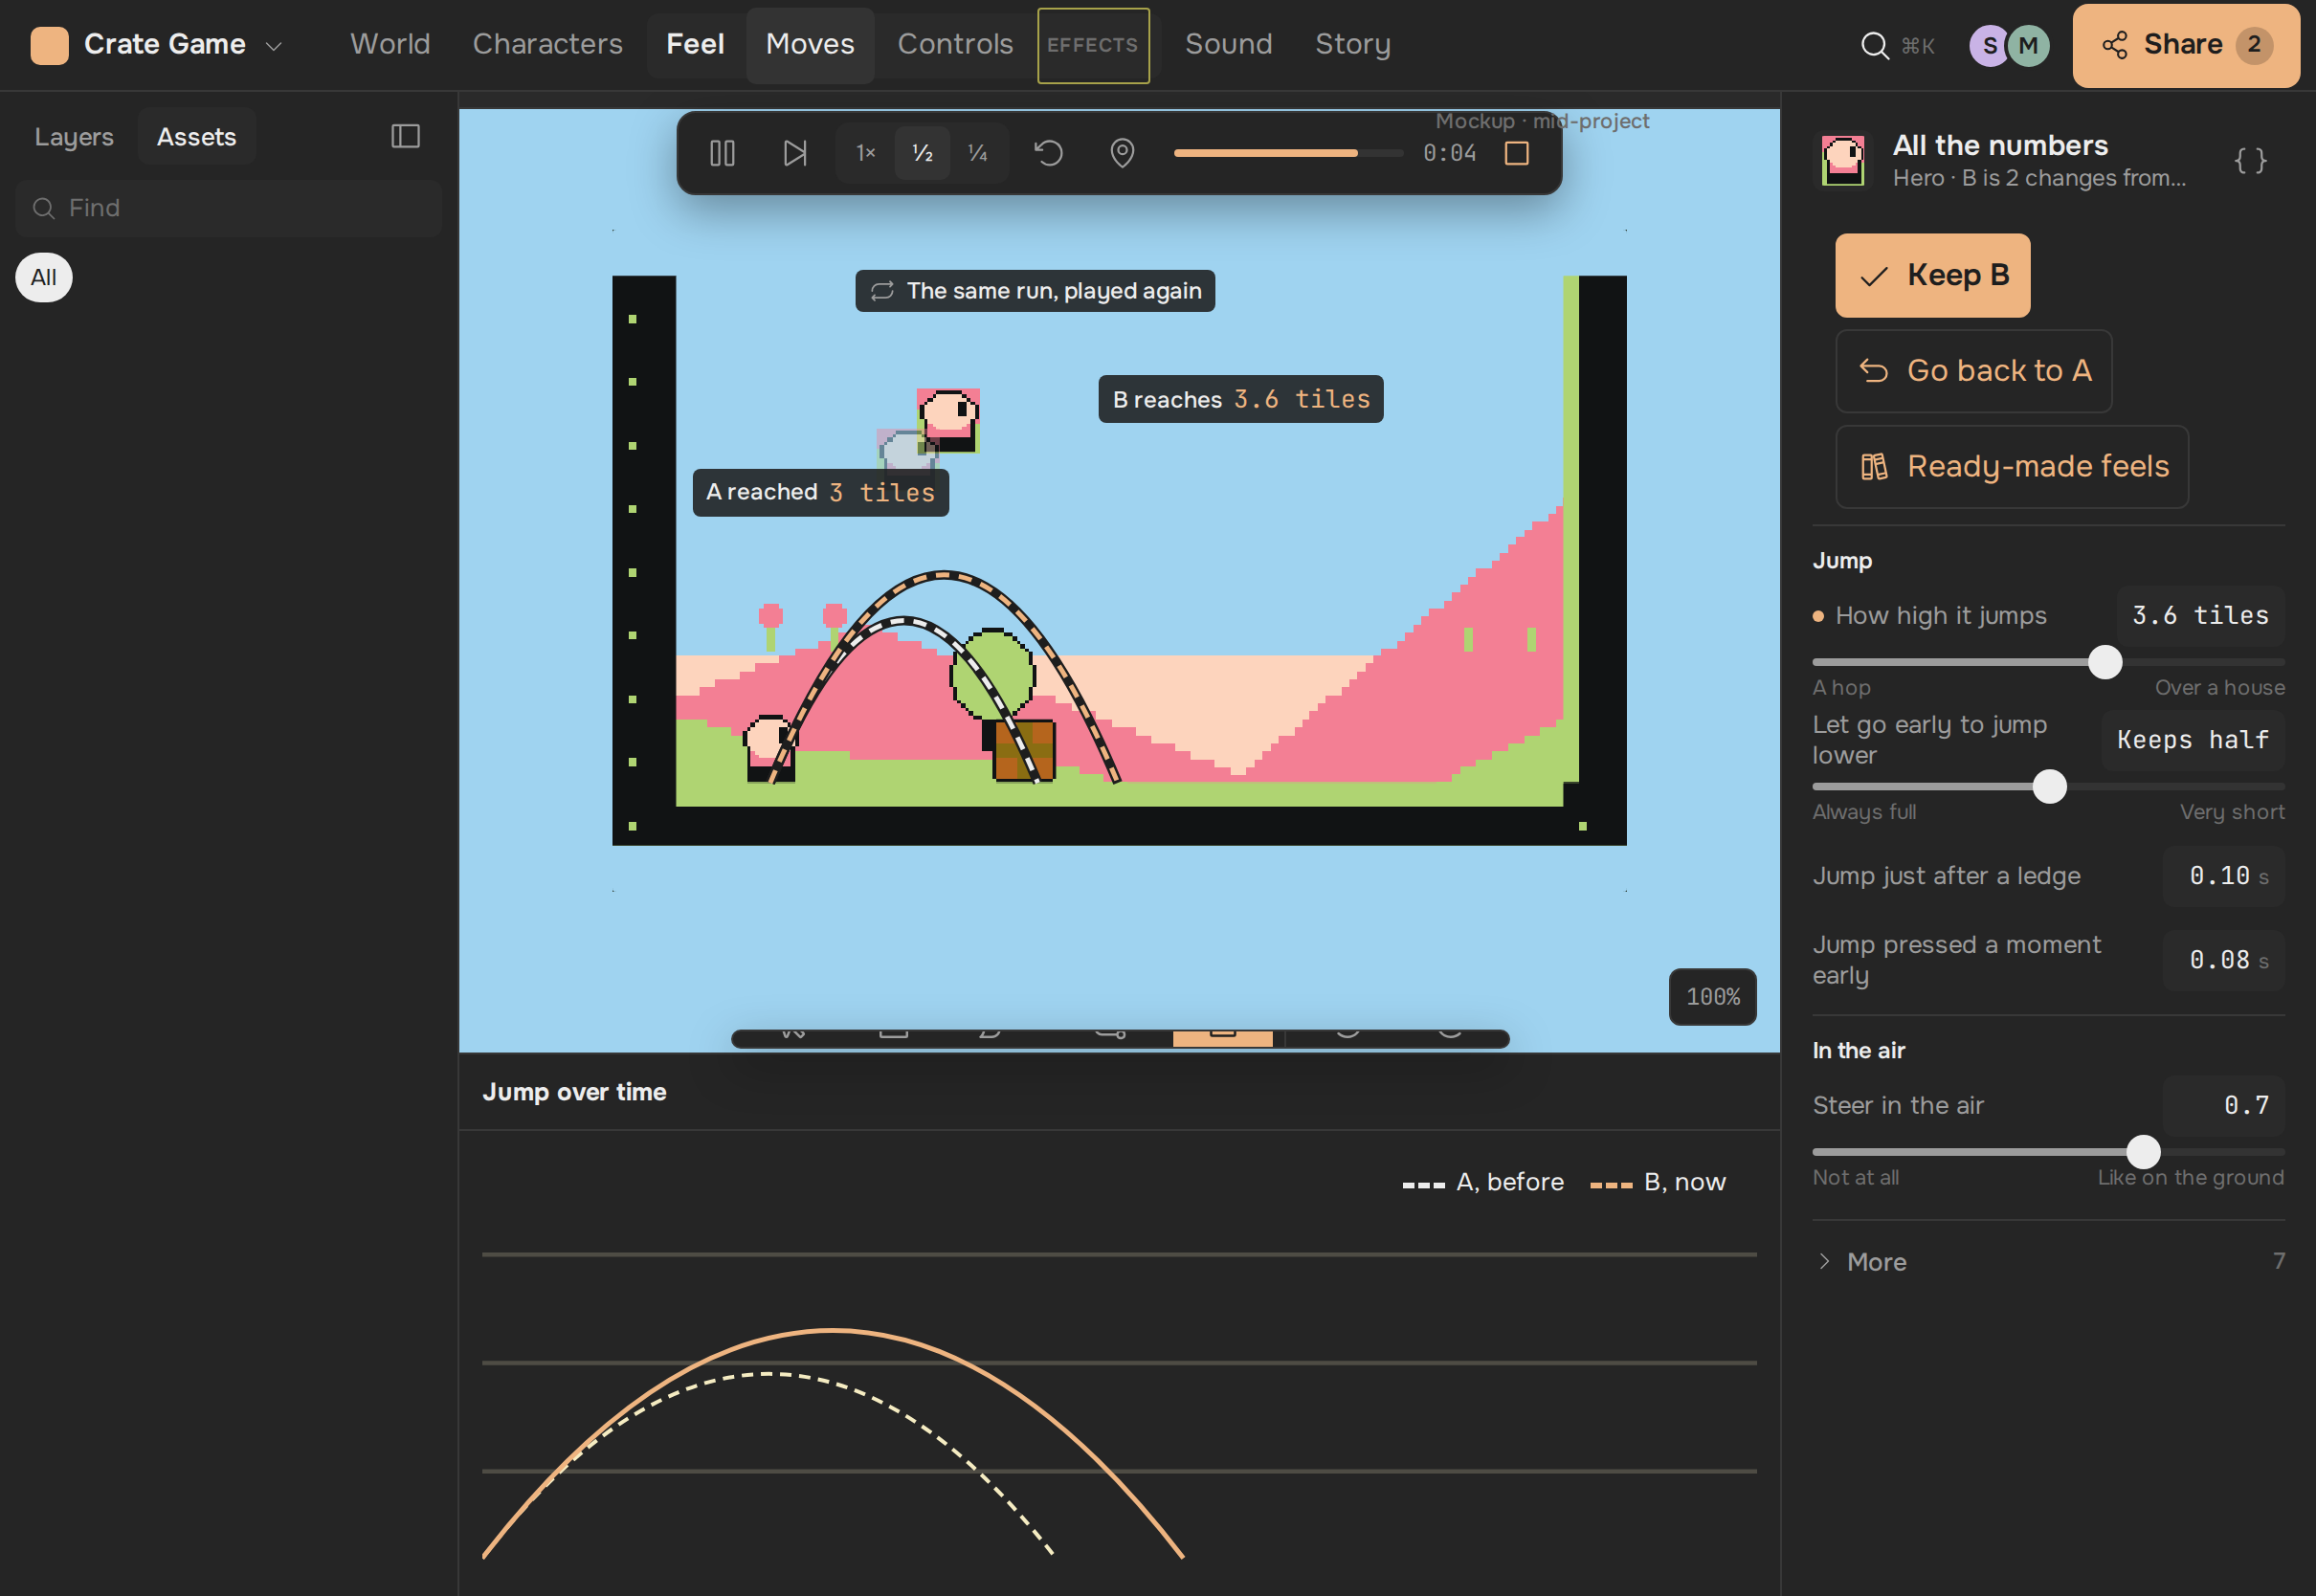 Crate Game World Characters Feel Moves Controls EFFECTS Sound Story ⌘K S M Share 2
Layers Assets
Find
All
Mockup · mid-project
1× ½ ¼ 0:04
The same run, played again
B reaches 3.6 tiles
A reached 3 tiles
100%
Jump over time
A, before B, now
All the numbers
Hero · B is 2 changes from...
{ }
Keep B
Go back to A
Ready-made feels
Jump
How high it jumps 3.6 tiles
A hop Over a house
Let go early to jump
lower
Keeps half
Always full Very short
Jump just after a ledge 0.10 s
Jump pressed a moment
early
0.08 s
In the air
Steer in the air 0.7
Not at all Like on the ground
More 7